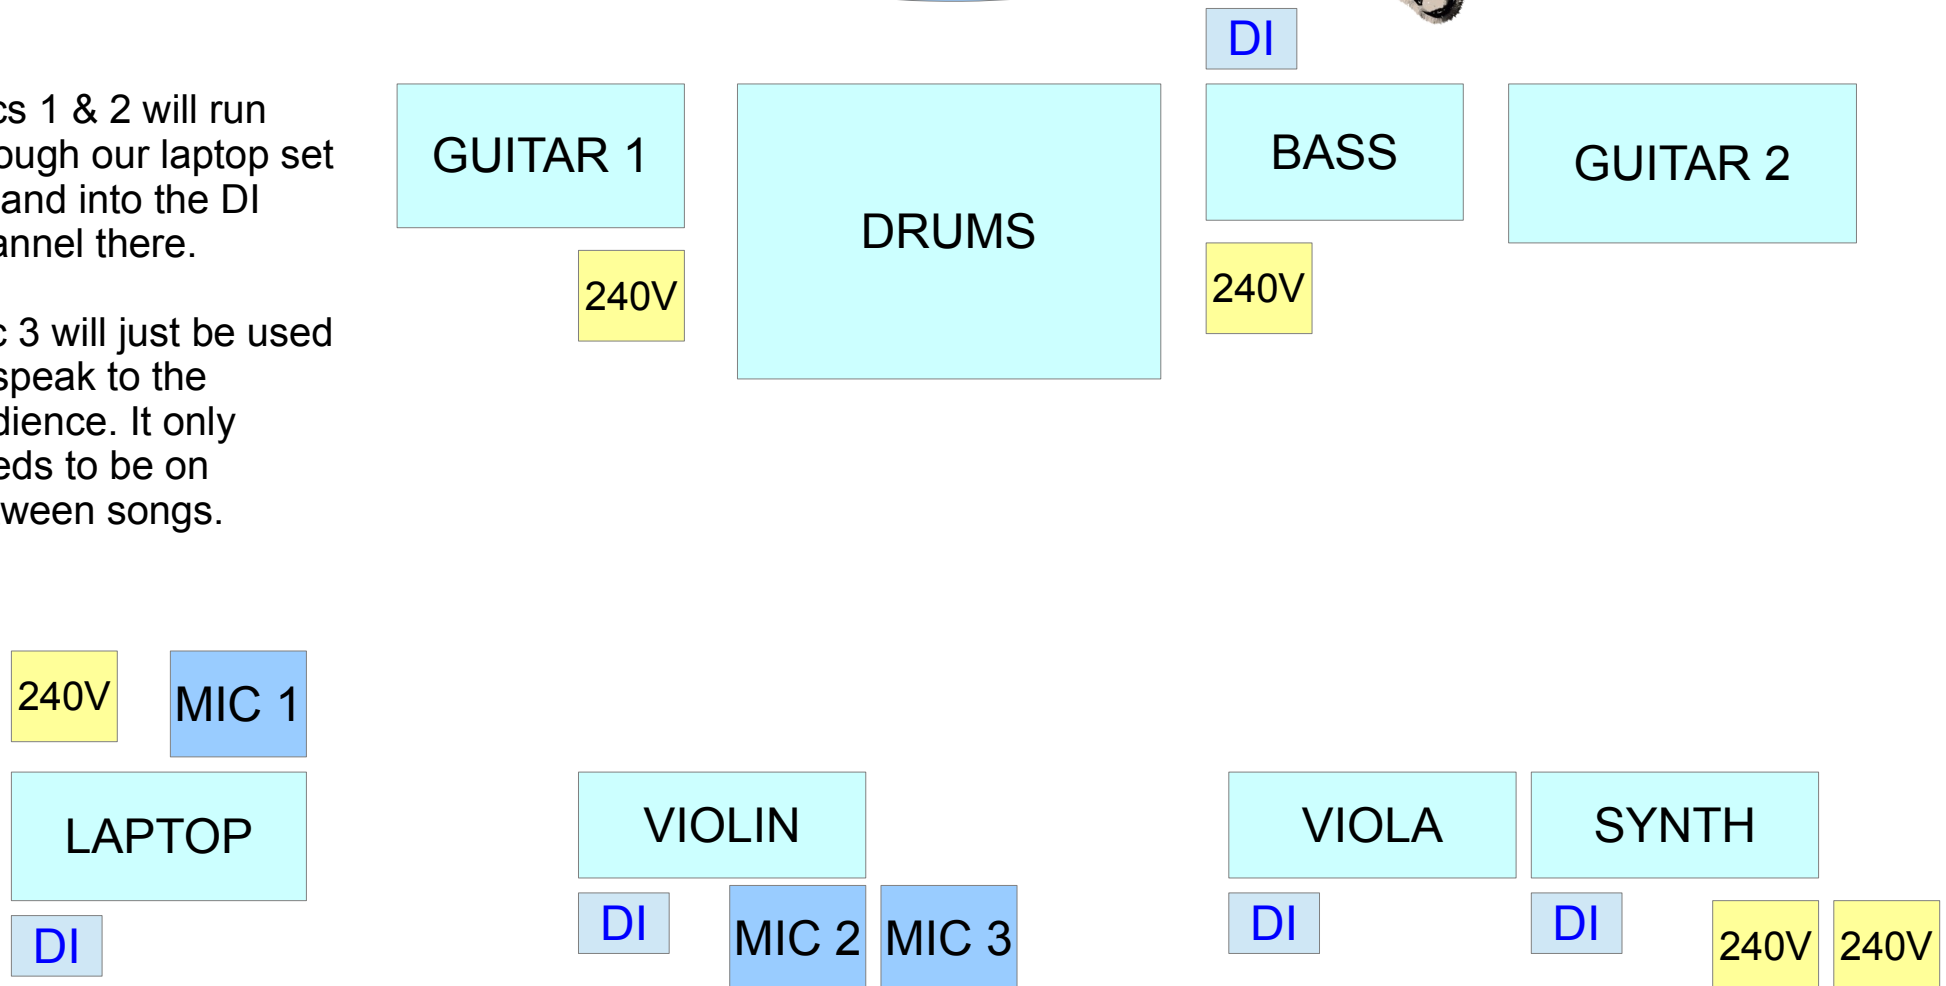 DI
cs 1 & 2 will run
ough our laptop set
and into the DI
annel there.
GUITAR 1
DRUMS
BASS
GUITAR 2
240V
240V
c 3 will just be used
speak to the
dience. It only
eds to be on
ween songs.
240V
MIC 1
LAPTOP
VIOLIN
VIOLA
SYNTH
DI
DI
MIC 2
MIC 3
DI
DI
240V
240V